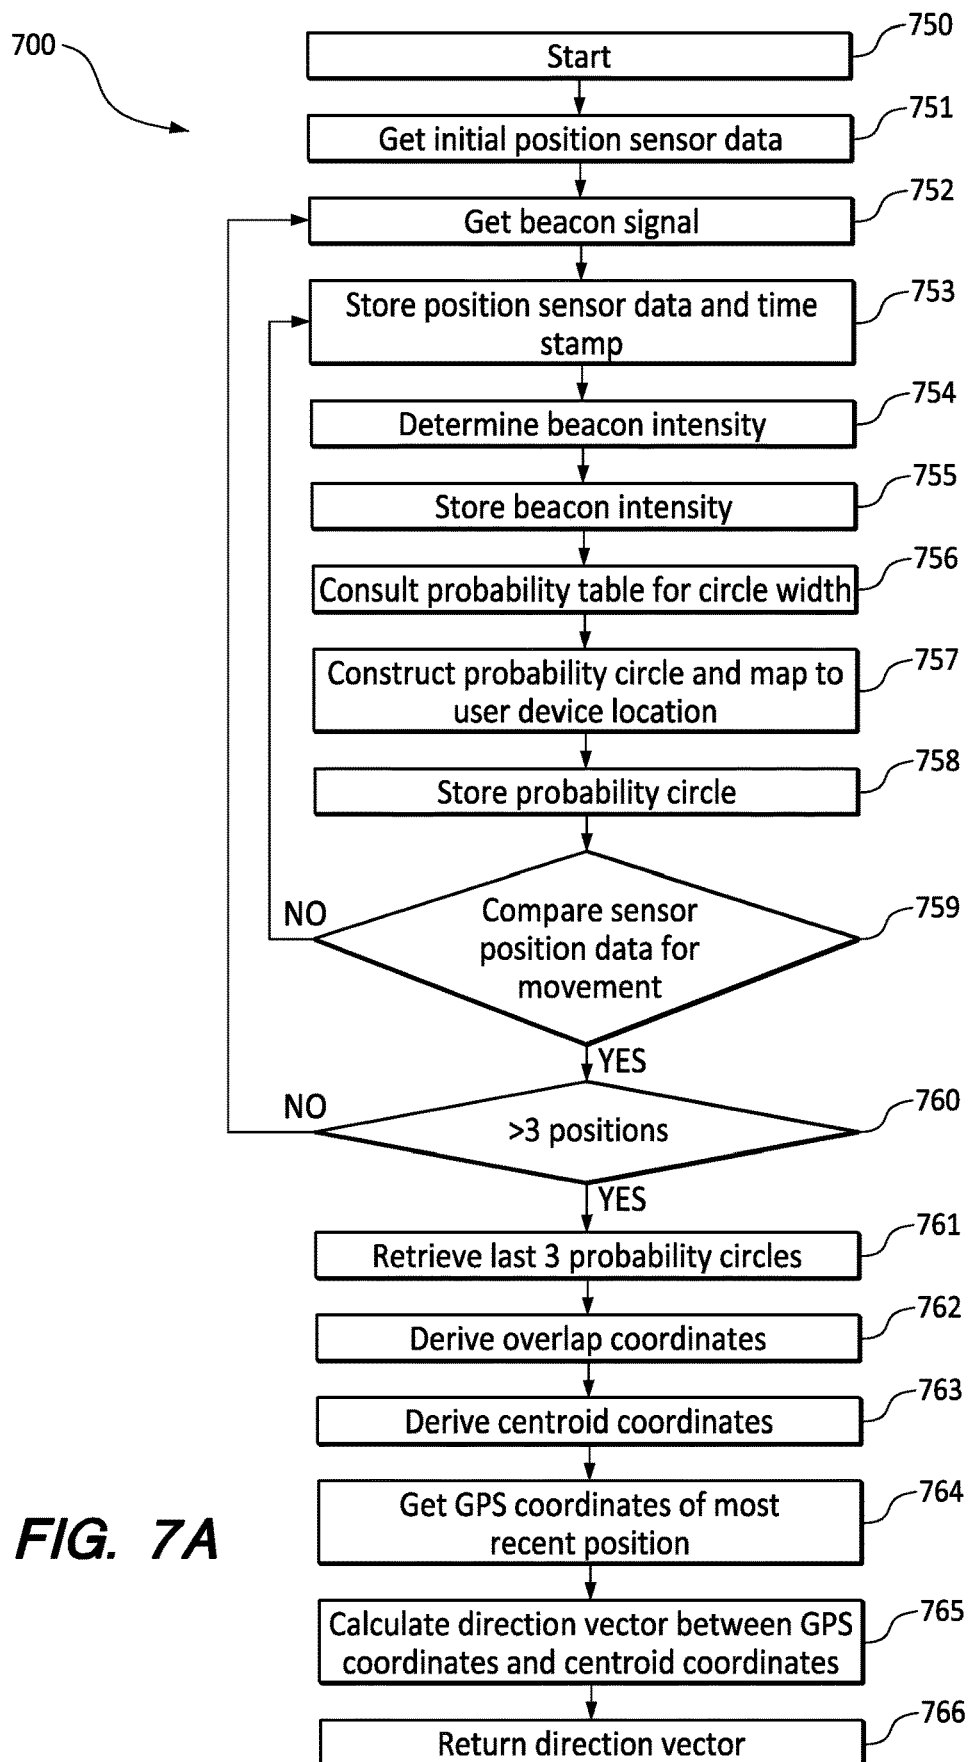 700
750
Start
751
Get initial position sensor data
752
Get beacon signal
753
Store position sensor data and time
stamp
754
Determine beacon intensity
755
Store beacon intensity
756
Consult probability table for circle width
757
Construct probability circle and map to
user device location
758
Store probability circle
759
NO
Compare sensor
position data for
movement
YES
760
NO
>3 positions
YES
761
Retrieve last 3 probability circles
762
Derive overlap coordinates
763
Derive centroid coordinates
764
Get GPS coordinates of most
recent position
FIG. 7A
765
Calculate direction vector between GPS
coordinates and centroid coordinates
766
Return direction vector